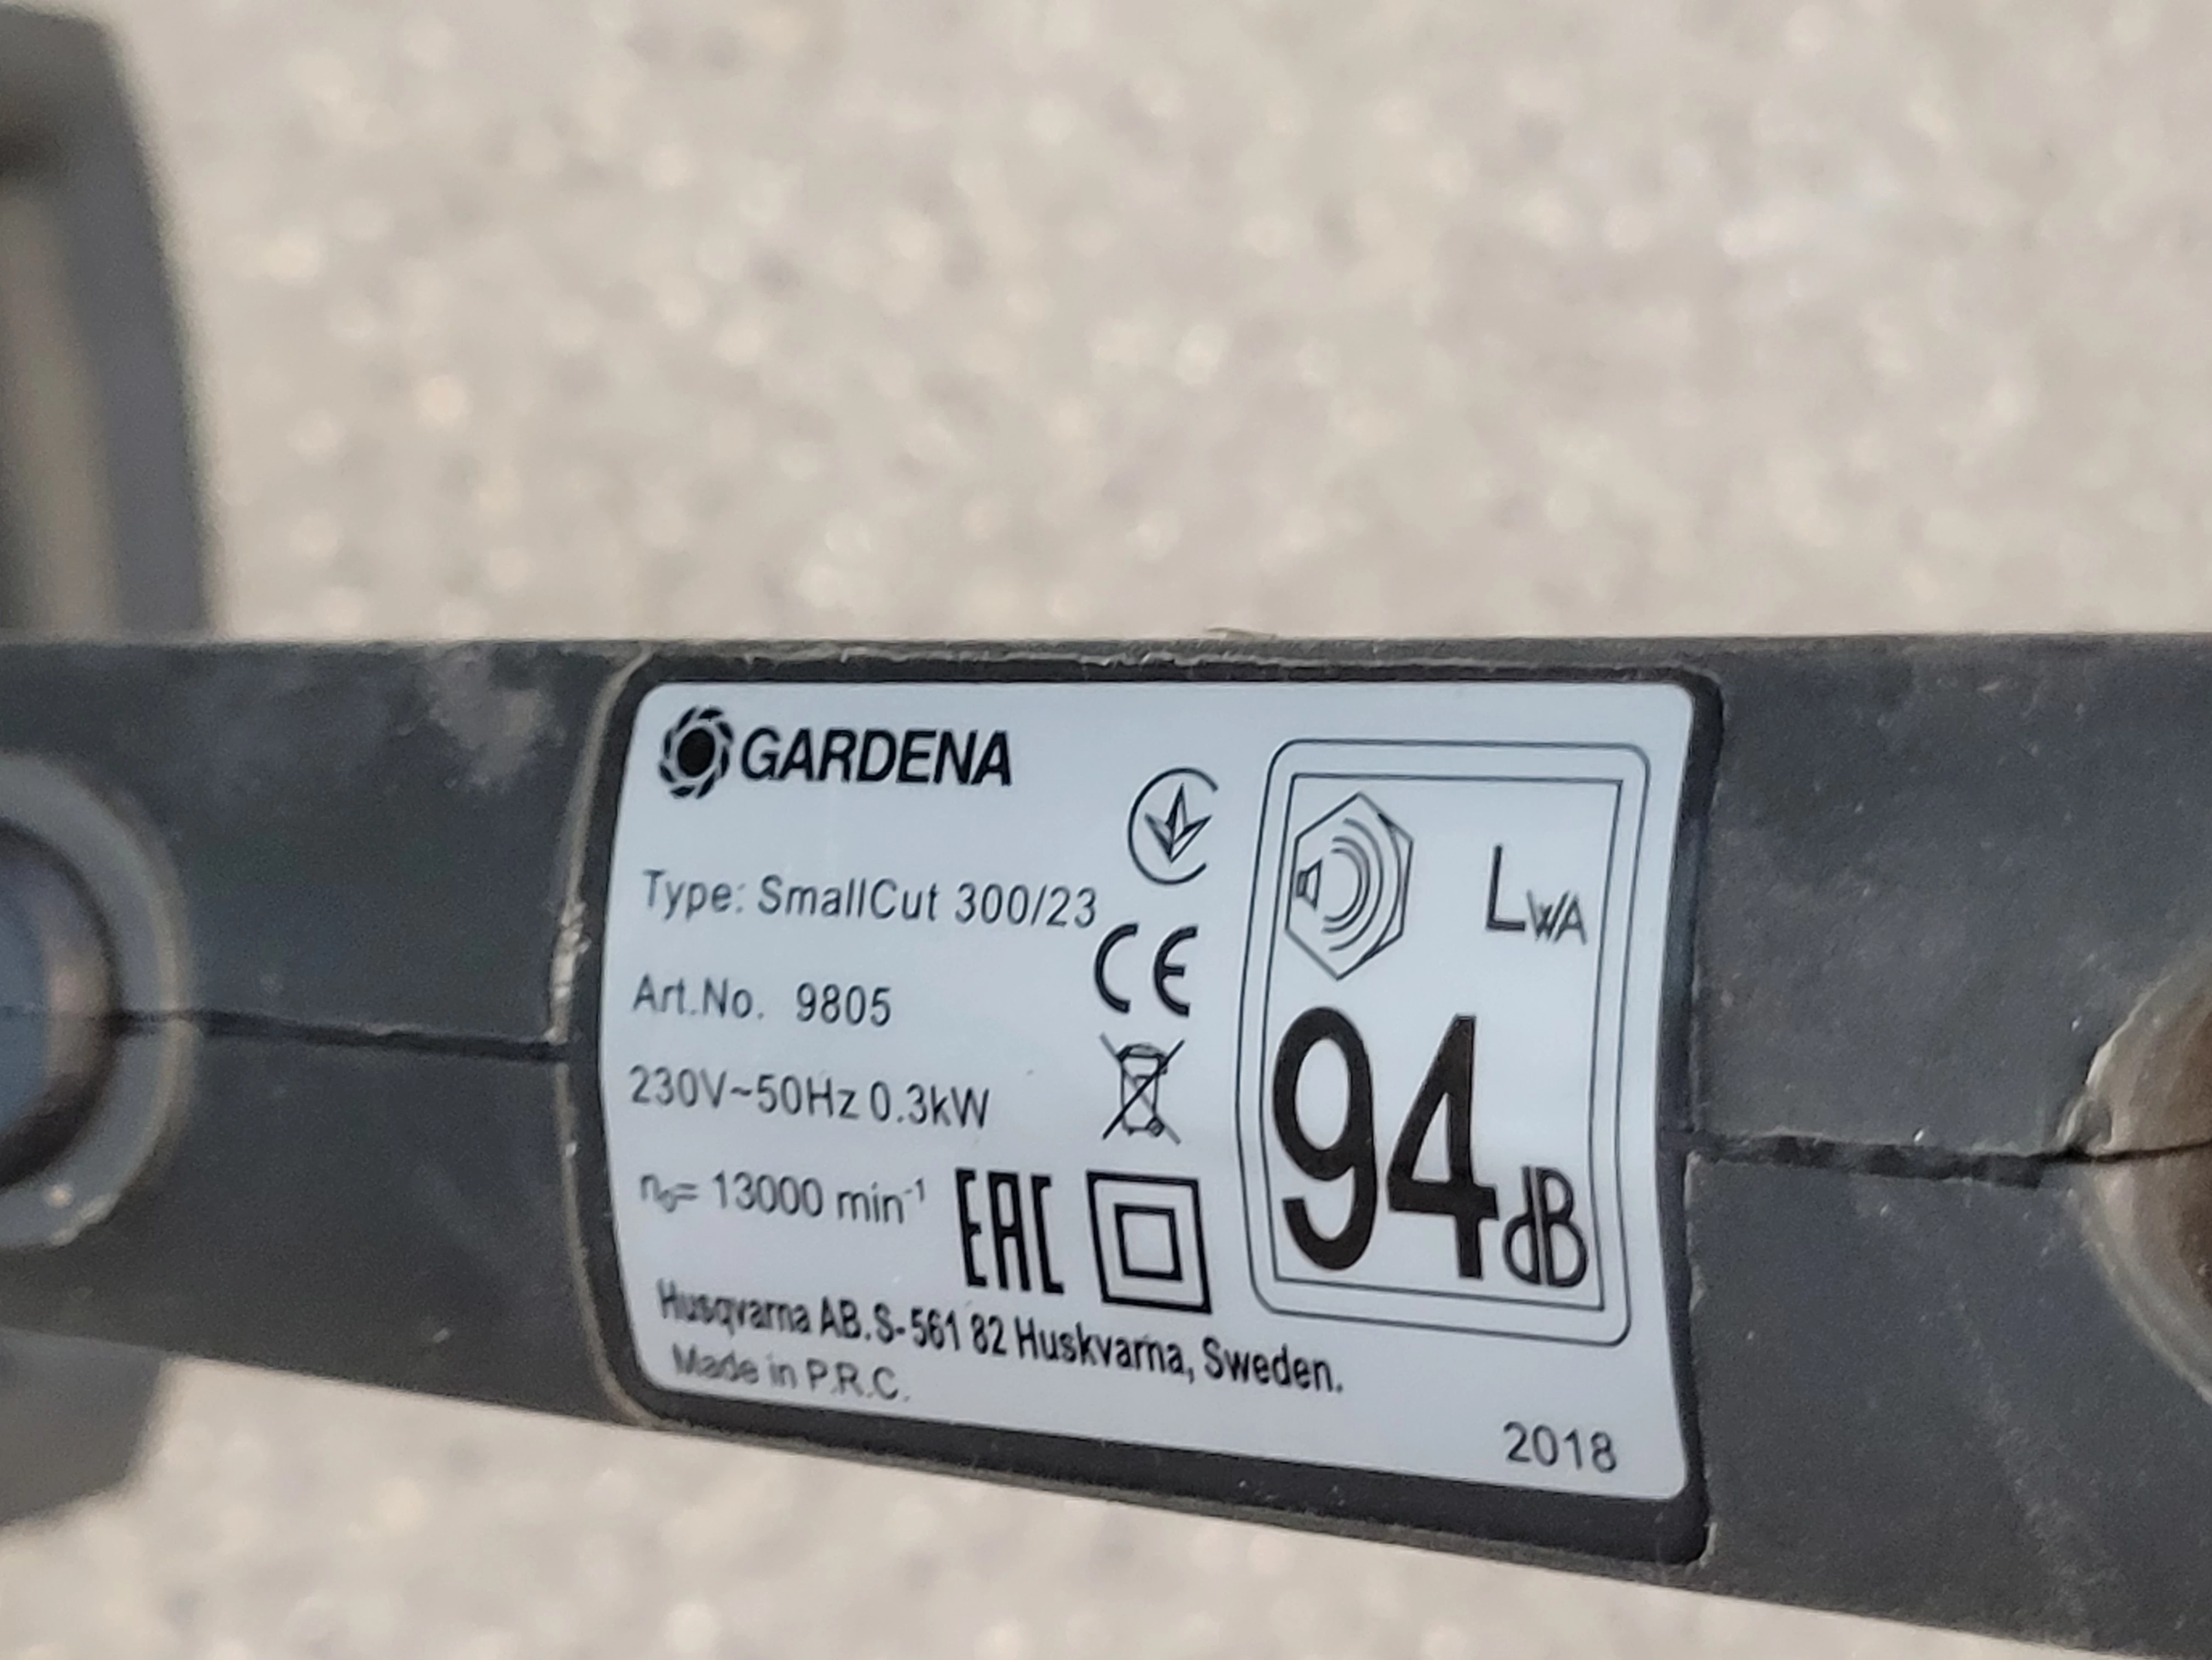 GARDENA
Type: SmallCut 300/23
Art.No. 9805
CE
230V~50Hz 0.3kW
n₀= 13000 min⁻¹
EAC
Husqvarna AB.S-561 82 Huskvarna, Sweden.
Made in P.R.C.
LWA
94dB
2018